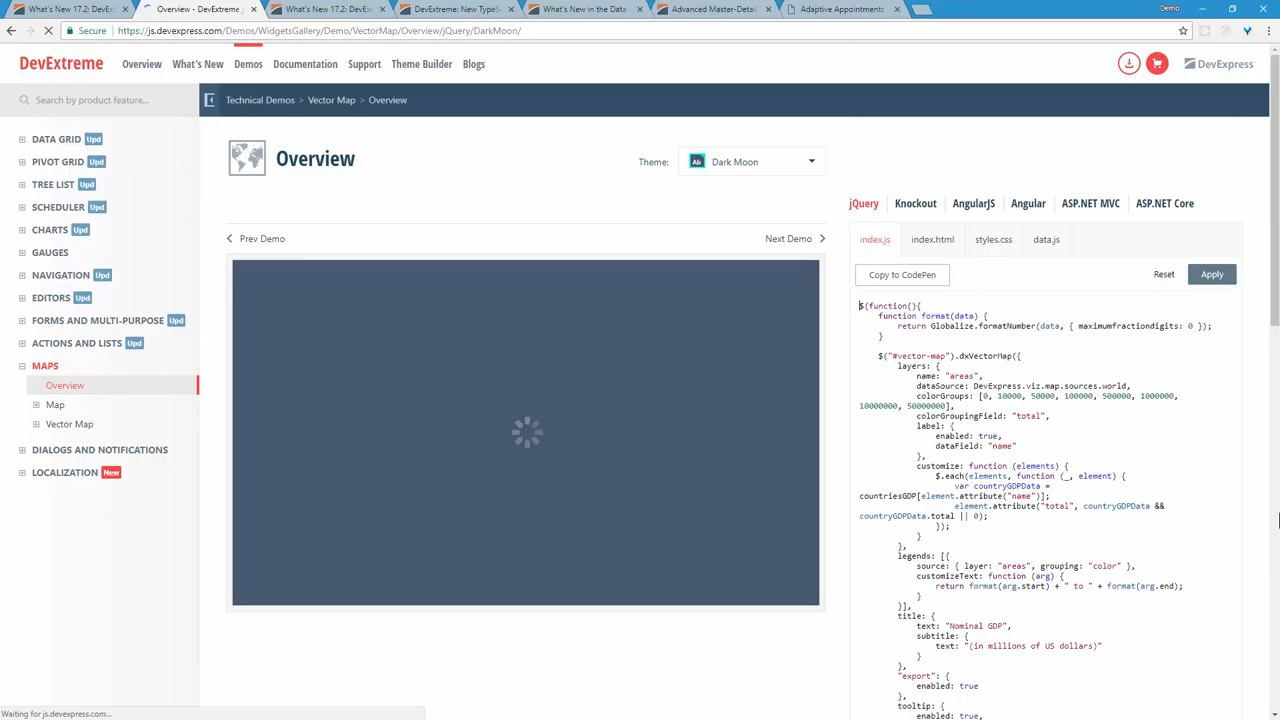 What's New 17.2: DevExt
Overview - DevExtreme
What's New 17.2: DevExt
DevExtreme: New TypeS
What's New in the Data
Advanced Master-Detail
Adaptive Appointments
Demo
Secure
https://js.devexpress.com/Demos/WidgetsGallery/Demo/VectorMap/Overview/jQuery/DarkMoon/
DevExtreme
Overview
What's New
Demos
Documentation
Support
Theme Builder
Blogs
DevExpress
Search by product feature...
Technical Demos > Vector Map > Overview
DATA GRID Upd
PIVOT GRID Upd
TREE LIST Upd
SCHEDULER Upd
CHARTS Upd
GAUGES
NAVIGATION Upd
EDITORS Upd
FORMS AND MULTI-PURPOSE Upd
ACTIONS AND LISTS Upd
MAPS
Overview
Map
Vector Map
DIALOGS AND NOTIFICATIONS
LOCALIZATION New
Overview
Theme:
Ab
Dark Moon
Prev Demo
Next Demo
jQuery
Knockout
AngularJS
Angular
ASP.NET MVC
ASP.NET Core
index.js
index.html
styles.css
data.js
Copy to CodePen
Reset
Apply
$(function(){
function format(data) {
return Globalize.formatNumber(data, { maximumfractiondigits: 0 });
}
$("#vector-map").dxVectorMap({
layers: {
name: "areas",
dataSource: DevExpress.viz.map.sources.world,
colorGroups: [0, 10000, 50000, 100000, 500000, 1000000,
10000000, 50000000],
colorGroupingField: "total",
label: {
enabled: true,
dataField: "name"
},
customize: function (elements) {
$.each(elements, function (_, element) {
var countryGDPData =
countriesGDP[element.attribute("name")];
element.attribute("total", countryGDPData &&
countryGDPData.total || 0);
});
}
},
legends: [{
source: { layer: "areas", grouping: "color" },
customizeText: function (arg) {
return format(arg.start) + " to " + format(arg.end);
}
}],
title: {
text: "Nominal GDP",
subtitle: {
text: "(in millions of US dollars)"
}
},
"export": {
enabled: true
},
tooltip: {
enabled: true,
Waiting for js.devexpress.com...